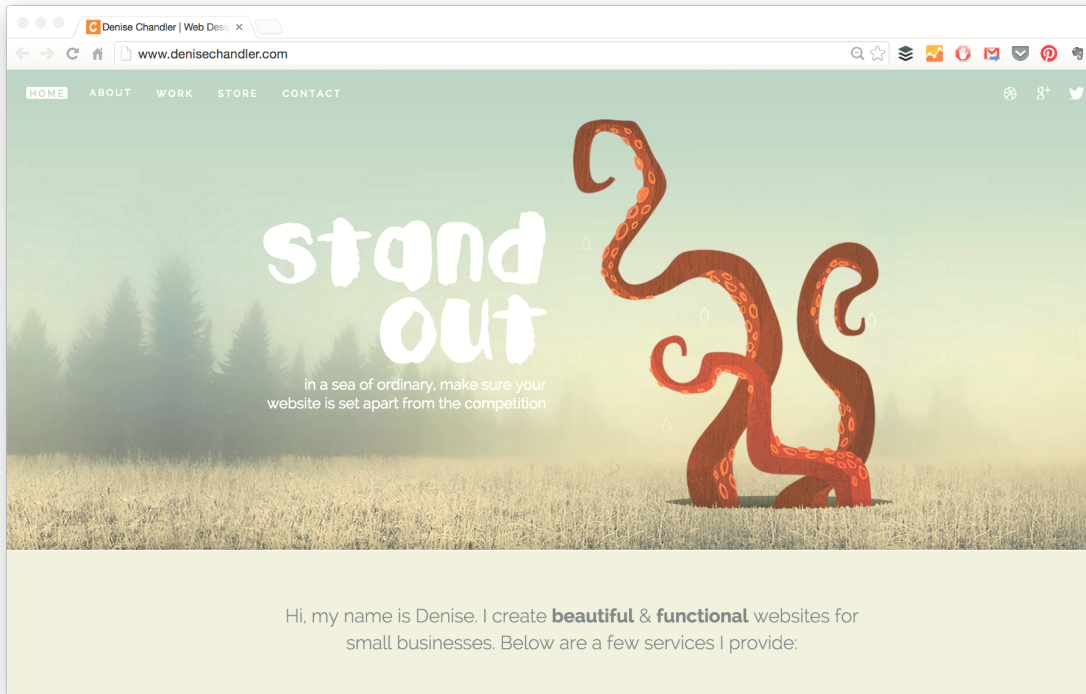 Denise Chandler | Web Desi
www.denisechandler.com
HOME ABOUT WORK STORE CONTACT
stand
out
in a sea of ordinary, make sure your
website is set apart from the competition
Hi, my name is Denise. I create beautiful & functional websites for
small businesses. Below are a few services I provide: